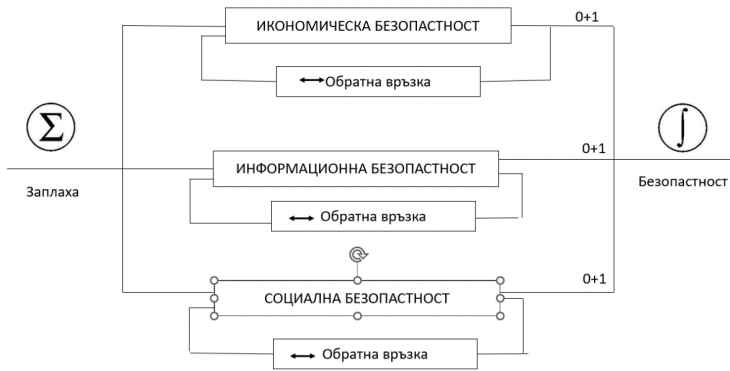 0+1
ИКОНОМИЧЕСКА БЕЗОПАСТНОСТ
Обратна връзка
Σ
∫
0+1
ИНФОРМАЦИОННА БЕЗОПАСТНОСТ
Заплаха
Безопастност
Обратна връзка
0+1
СОЦИАЛНА БЕЗОПАСТНОСТ
Обратна връзка